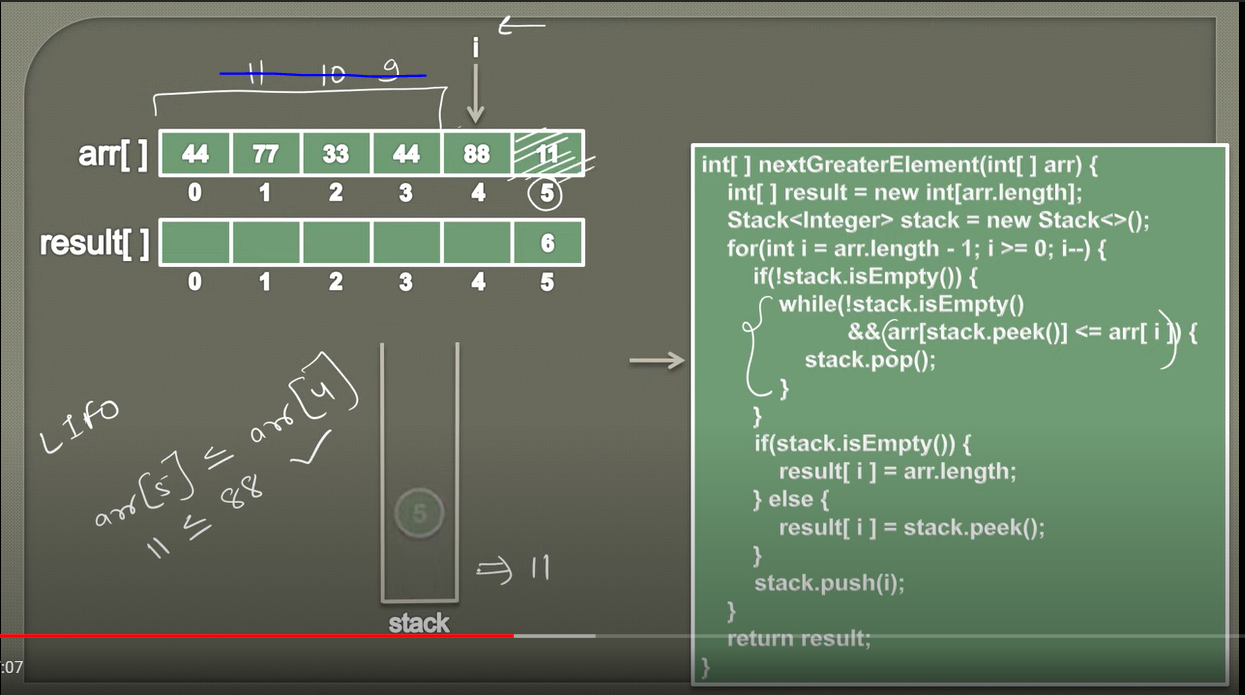 i ←
11 10 9
arr[ ] 44 77 33 44 88 11
0 1 2 3 4 5
result[ ] 6
0 1 2 3 4 5
LIFO
arr[5] ≤ arr[4]
11 ≤ 88 ✓
5
⇒ 11
stack
:07
int[ ] nextGreaterElement(int[ ] arr) {
int[ ] result = new int[arr.length];
Stack<Integer> stack = new Stack<>();
for(int i = arr.length - 1; i >= 0; i--) {
if(!stack.isEmpty()) {
while(!stack.isEmpty()
&& (arr[stack.peek()] <= arr[ i ]) {
stack.pop();
}
}
if(stack.isEmpty()) {
result[ i ] = arr.length;
} else {
result[ i ] = stack.peek();
}
stack.push(i);
}
return result;
}